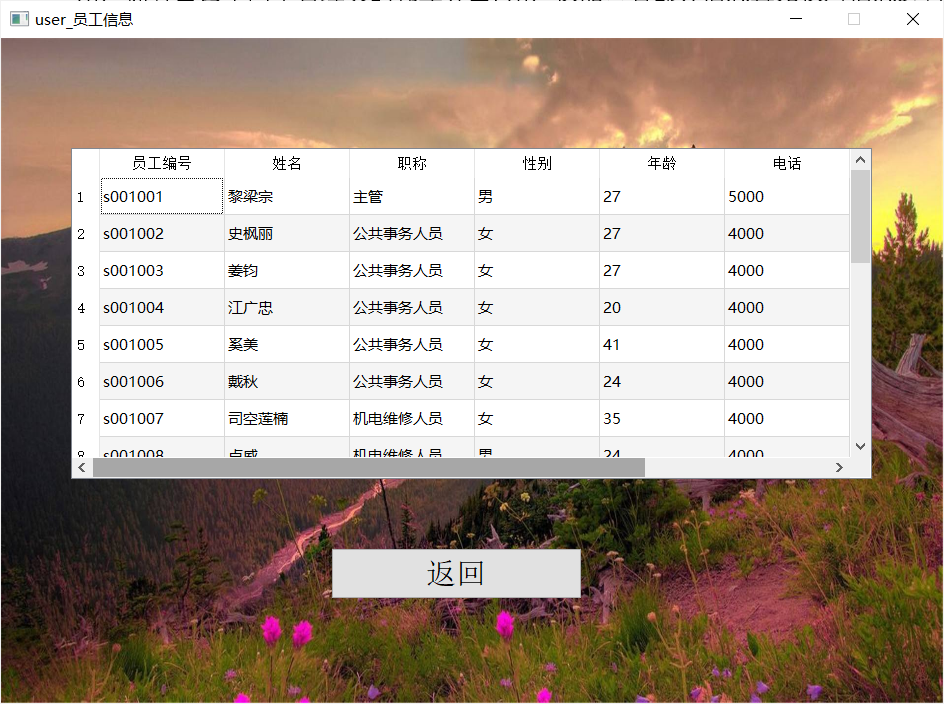 user_员工信息
员工编号 姓名 职称 性别 年龄 电话
1 s001001 黎梁宗 主管 男 27 5000
2 s001002 史枫丽 公共事务人员 女 27 4000
3 s001003 姜钧 公共事务人员 女 27 4000
4 s001004 江广忠 公共事务人员 女 20 4000
5 s001005 奚美 公共事务人员 女 41 4000
6 s001006 戴秋 公共事务人员 女 24 4000
7 s001007 司空莲楠 机电维修人员 女 35 4000
8 s001008 卢威 机电维修人员 男 24 4000
返回